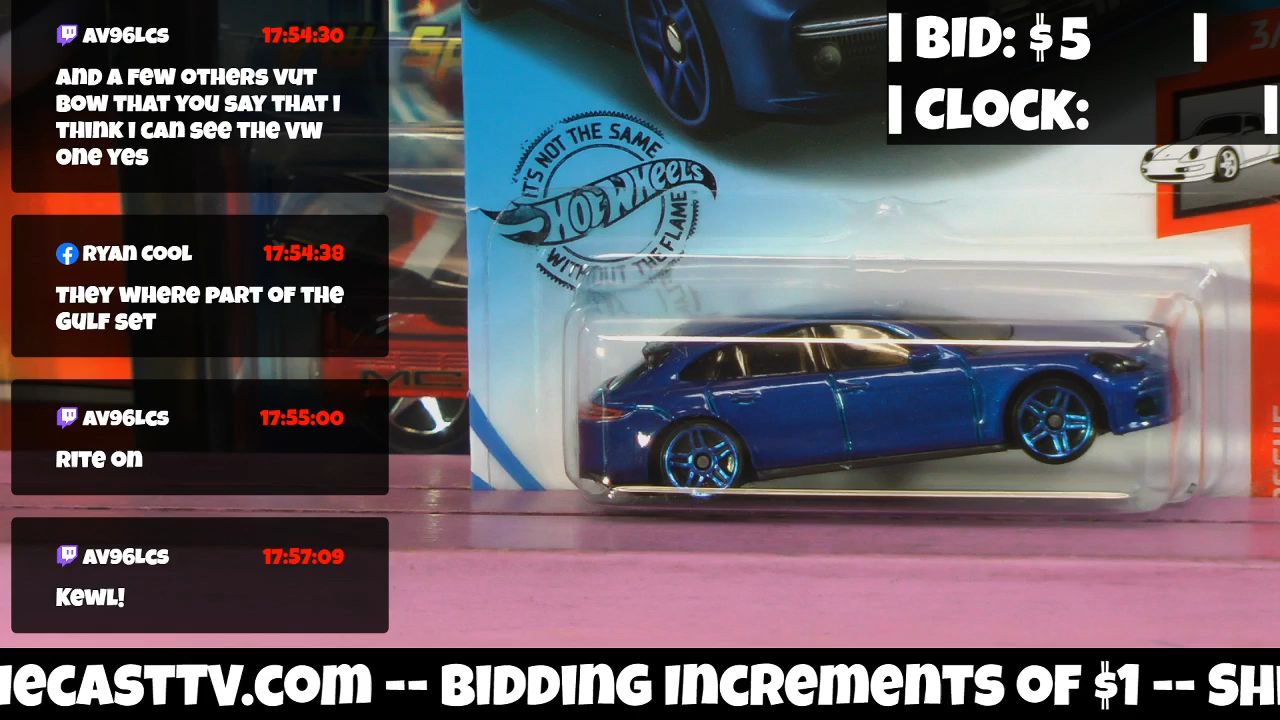 AV96LCS 17:54:30
AND A FEW OTHERS VUT
BOW THAT YOU SAY THAT I
THINK I CAN SEE THE VW
ONE YES
RYAN COOL 17:54:38
THEY WHERE PART OF THE
GULF SET
AV96LCS 17:55:00
RITE ON
AV96LCS 17:57:09
KEWL!
MC
IT'S NOT THE SAME
HOT WHEELS
WITHOUT THE FLAME
| BID: $5 |
| CLOCK: |
3/
IECASTTV.COM -- BIDDING INCREMENTS OF $1 -- SH